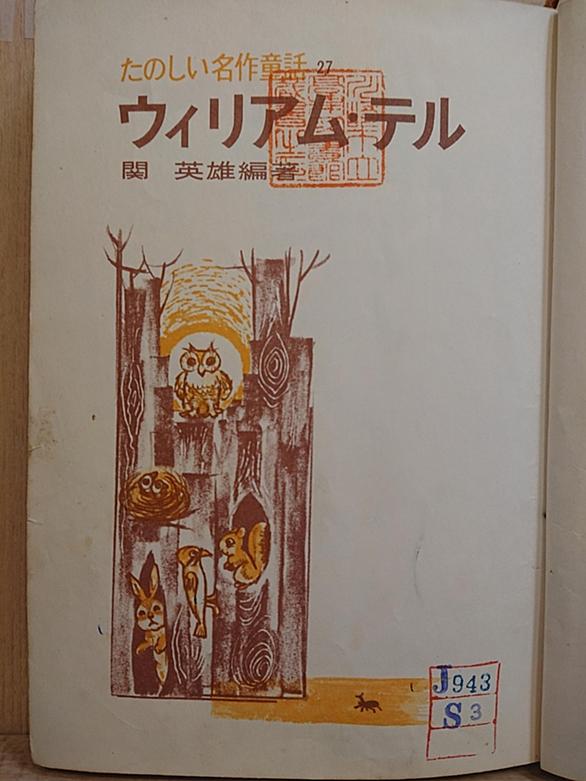 たのしい名作童話 27
ウィリアム・テル
関 英雄編著
J943
S3